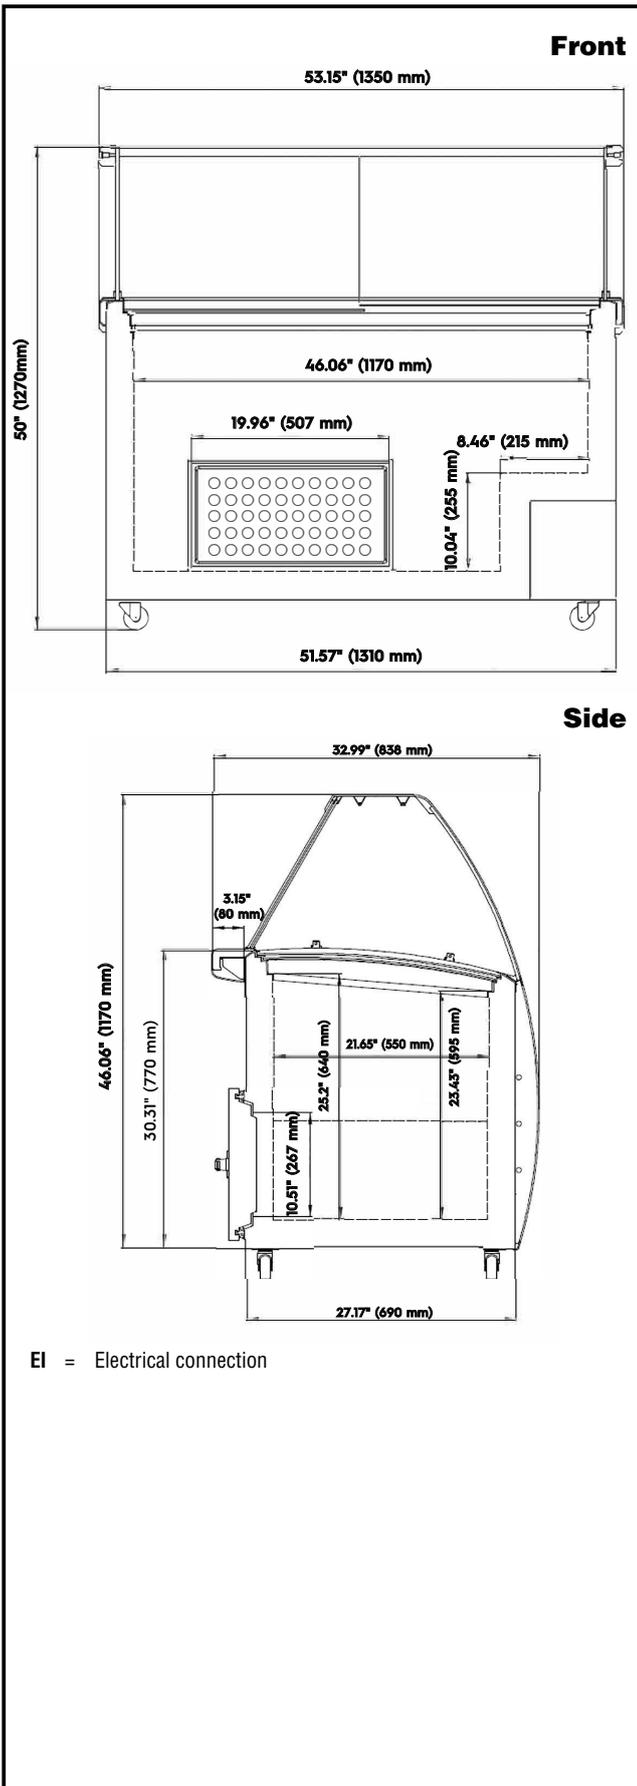 Front
53.15" (1350 mm)
50" (1270mm)
46.06" (1170 mm)
19.96" (507 mm)
8.46" (215 mm)
10.04" (255 mm)
51.57" (1310 mm)
Side
32.99" (838 mm)
3.15"
(80 mm)
46.06" (1170 mm)
30.31" (770 mm)
21.65" (550 mm)
25.2" (640 mm)
23.43" (595 mm)
10.51" (267 mm)
27.17" (690 mm)
EI = Electrical connection